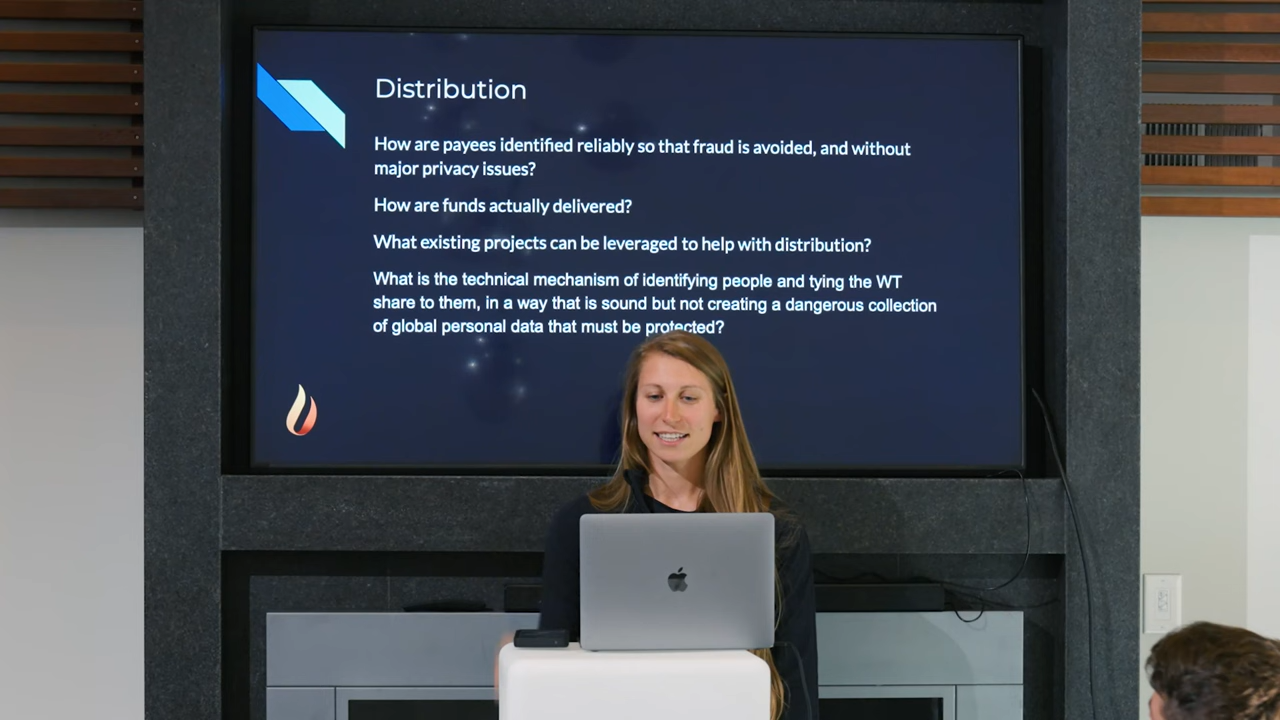 Distribution
How are payees identified reliably so that fraud is avoided, and without
major privacy issues?
How are funds actually delivered?
What existing projects can be leveraged to help with distribution?
What is the technical mechanism of identifying people and tying the WT
share to them, in a way that is sound but not creating a dangerous collection
of global personal data that must be protected?